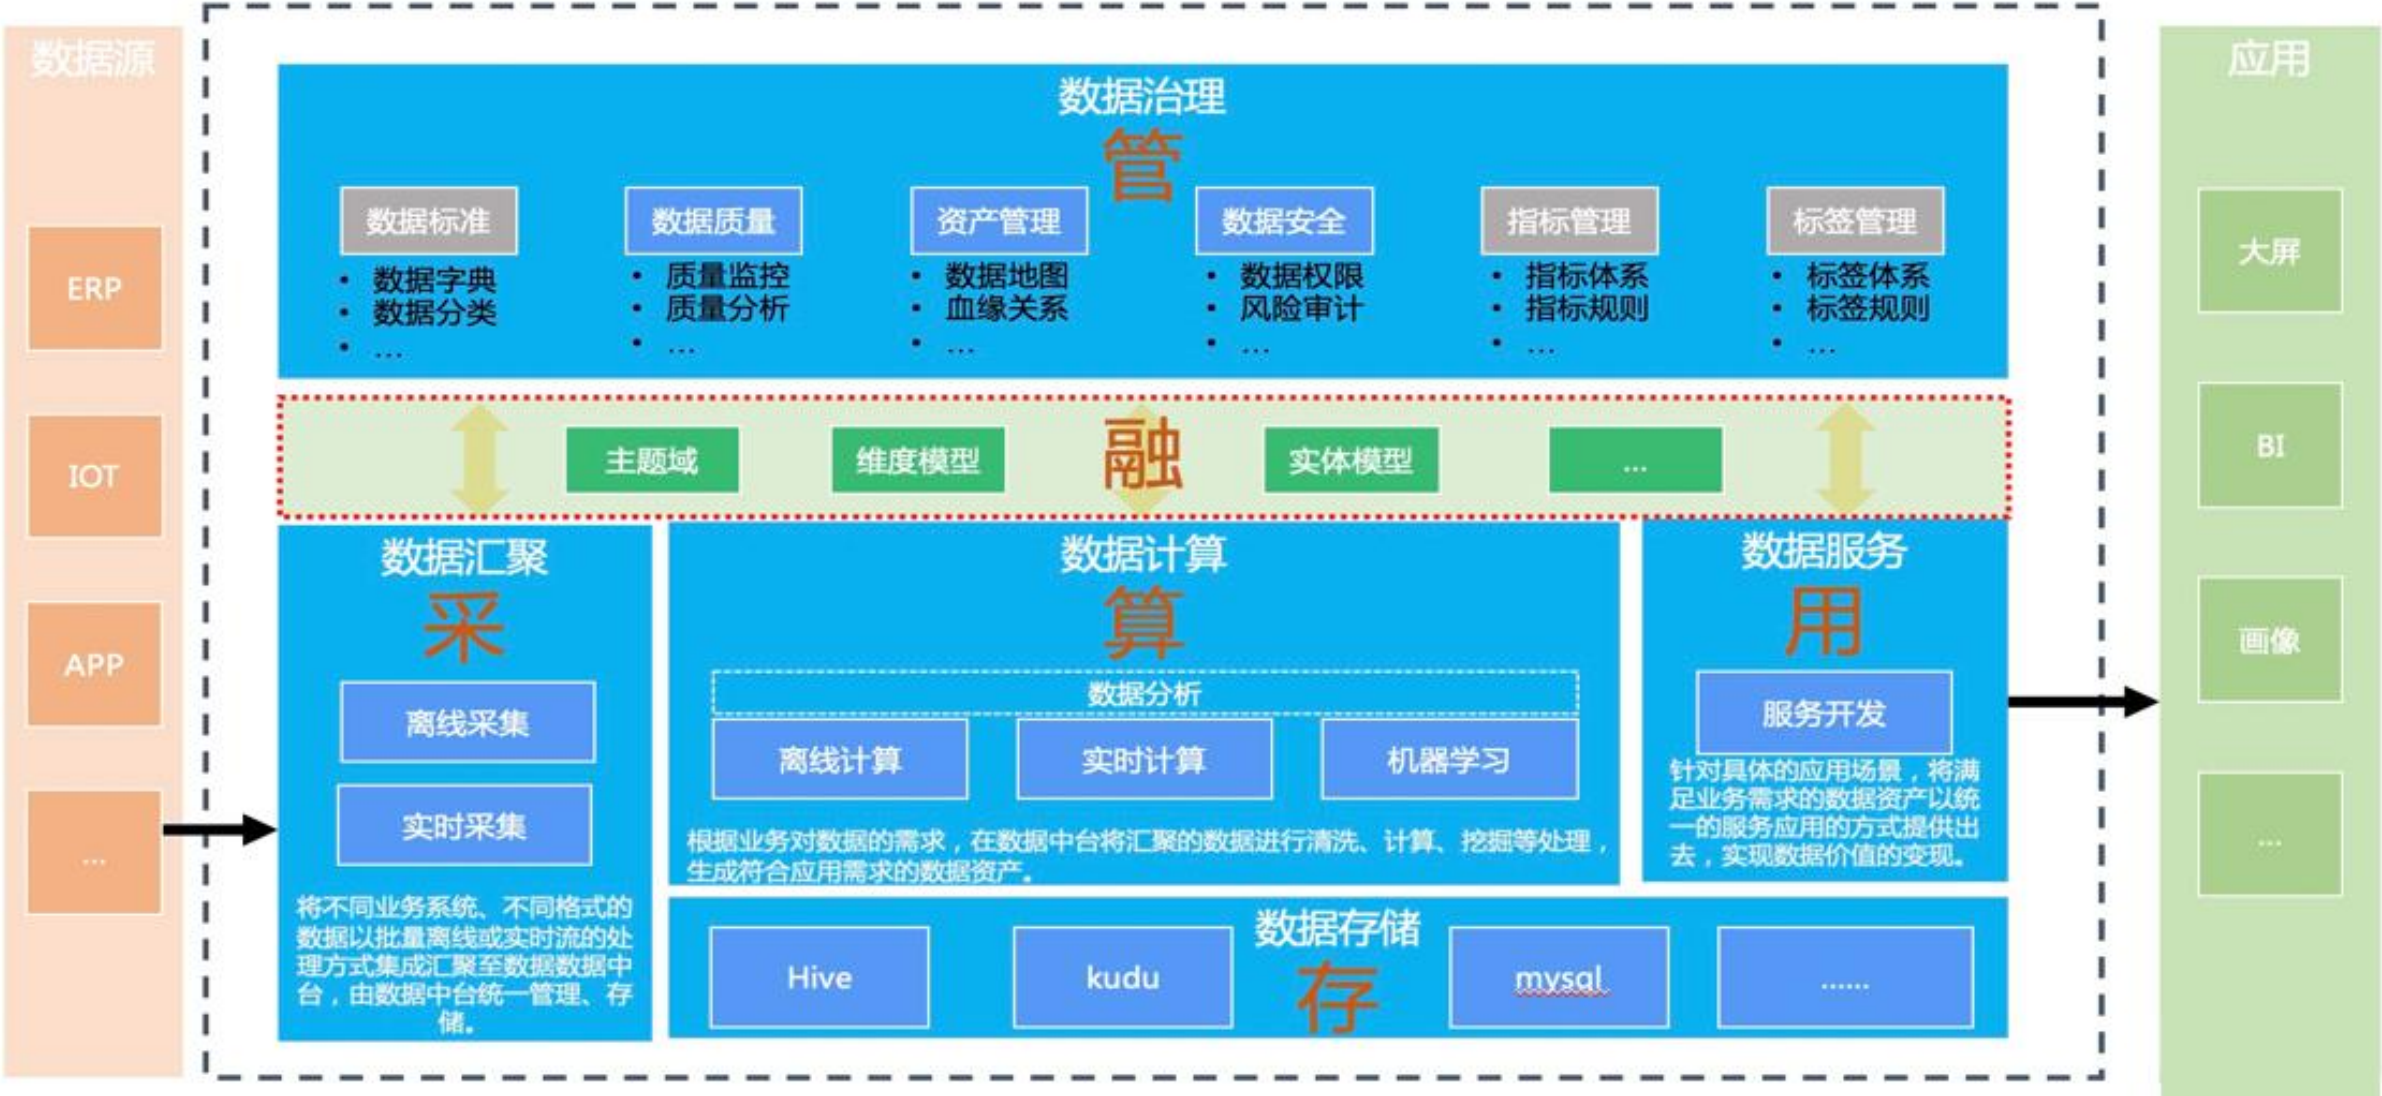 数据源
ERP
IOT
APP
...
数据治理
管
数据标准
• 数据字典
• 数据分类
• ...
数据质量
• 质量监控
• 质量分析
• ...
资产管理
• 数据地图
• 血缘关系
• ...
数据安全
• 数据权限
• 风险审计
• ...
指标管理
• 指标体系
• 指标规则
• ...
标签管理
• 标签体系
• 标签规则
• ...
融
主题域
维度模型
实体模型
...
数据汇聚
采
离线采集
实时采集
将不同业务系统、不同格式的
数据以批量离线或实时流的处
理方式集成汇聚至数据数据中
台，由数据中台统一管理、存
储。
数据计算
算
数据分析
离线计算
实时计算
机器学习
根据业务对数据的需求，在数据中台将汇聚的数据进行清洗、计算、挖掘等处理，
生成符合应用需求的数据资产。
数据服务
用
服务开发
针对具体的应用场景，将满
足业务需求的数据资产以统
一的服务应用的方式提供出
去，实现数据价值的变现。
数据存储
存
Hive
kudu
mysql
......
应用
大屏
BI
画像
...